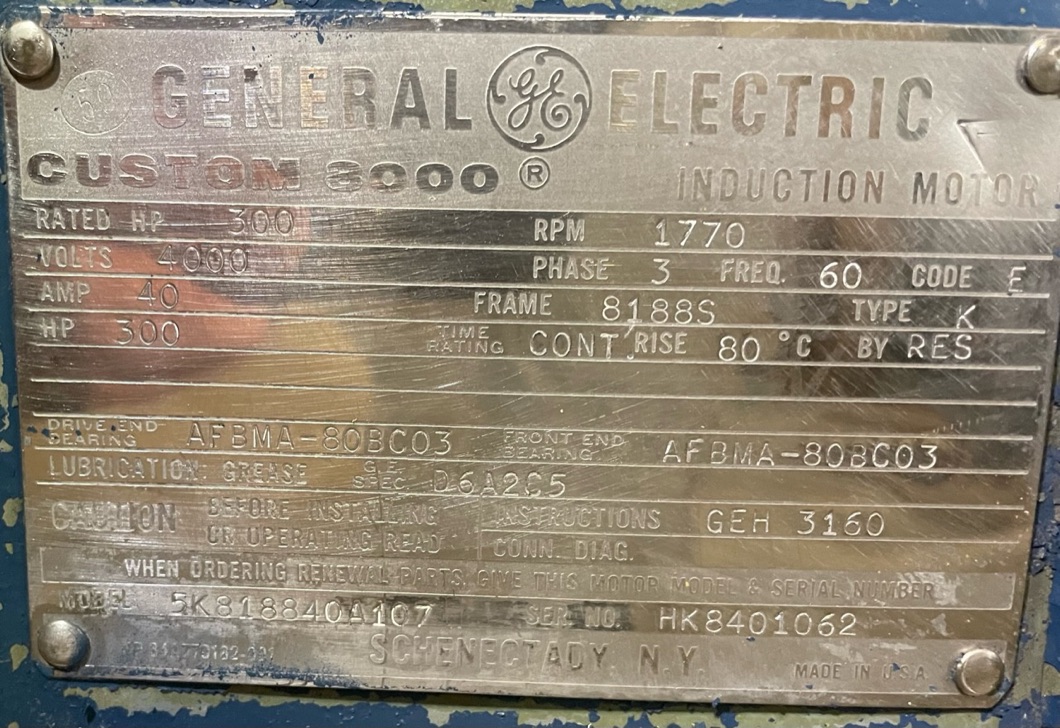 GENERAL GE ELECTRIC
CUSTOM 8000 ® INDUCTION MOTOR
RATED HP 300 RPM 1770
VOLTS 4000 PHASE 3 FREQ. 60 CODE E
AMP 40 FRAME 8188S TYPE K
HP 300 TIME RATING CONT. RISE 80 °C BY RES
DRIVE END BEARING AFBMA-80BC03 FRONT END BEARING AFBMA-80BC03
LUBRICATION: GREASE G.E. SPEC. D6A2C5
CAUTION BEFORE INSTALLING OR OPERATING READ INSTRUCTIONS GEH 3160
CONN. DIAG.
WHEN ORDERING RENEWAL PARTS GIVE THIS MOTOR MODEL & SERIAL NUMBER
MODEL 5K818840A107 SER. NO. HK8401062
SCHENECTADY, N.Y. MADE IN U.S.A.